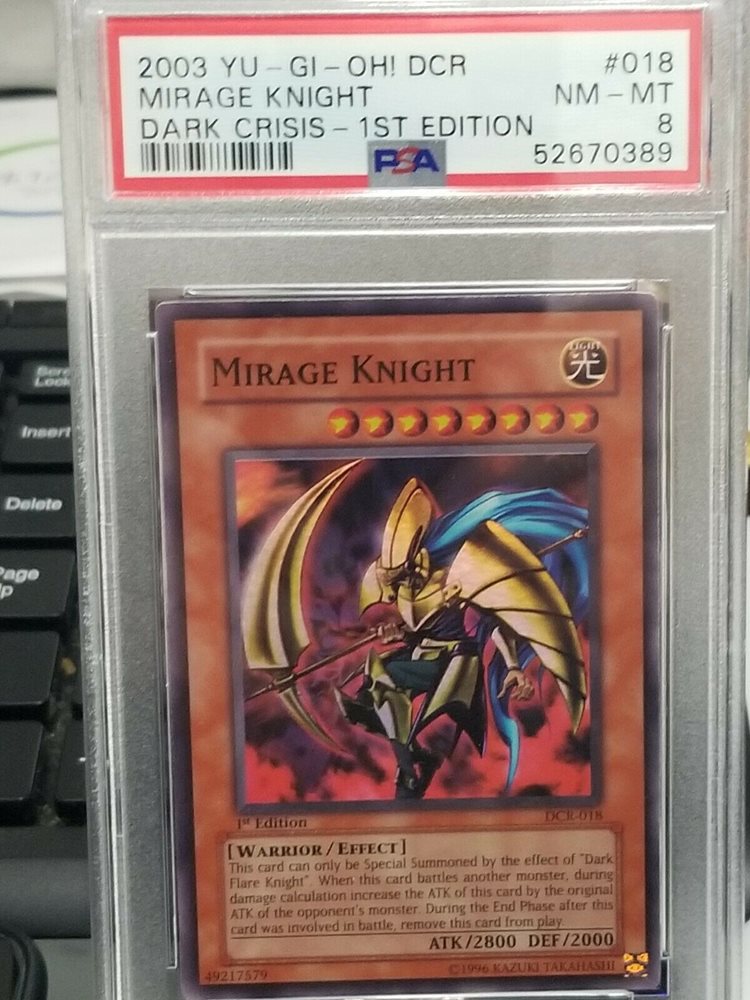 2003 YU-GI-OH! DCR #018
MIRAGE KNIGHT NM-MT
DARK CRISIS-1ST EDITION 8
PSA 52670389
MIRAGE KNIGHT
LIGHT
光
1st Edition DCR-018
[WARRIOR/EFFECT]
This card can only be Special Summoned by the effect of "Dark
Flare Knight". When this card battles another monster, during
damage calculation increase the ATK of this card by the original
ATK of the opponent's monster. During the End Phase after this
card was involved in battle, remove this card from play.
ATK/2800 DEF/2000
49217579 ©1996 KAZUKI TAKAHASHI
Insert
Delete
Page